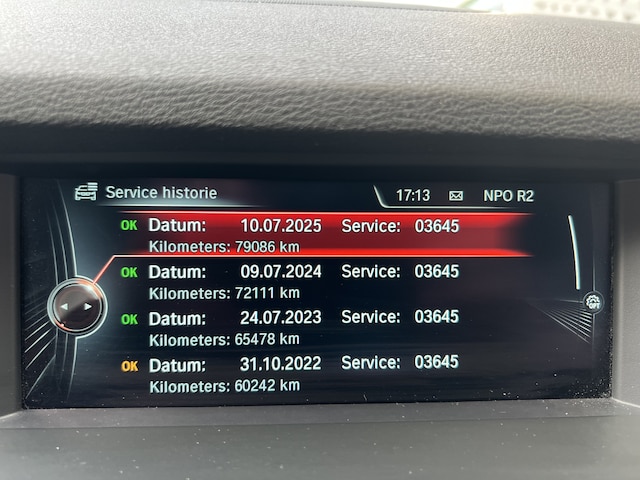 Service historie 17:13 NPO R2
OK Datum: 10.07.2025 Service: 03645
Kilometers: 79086 km
OK Datum: 09.07.2024 Service: 03645
Kilometers: 72111 km
OK Datum: 24.07.2023 Service: 03645
Kilometers: 65478 km
OK Datum: 31.10.2022 Service: 03645
Kilometers: 60242 km